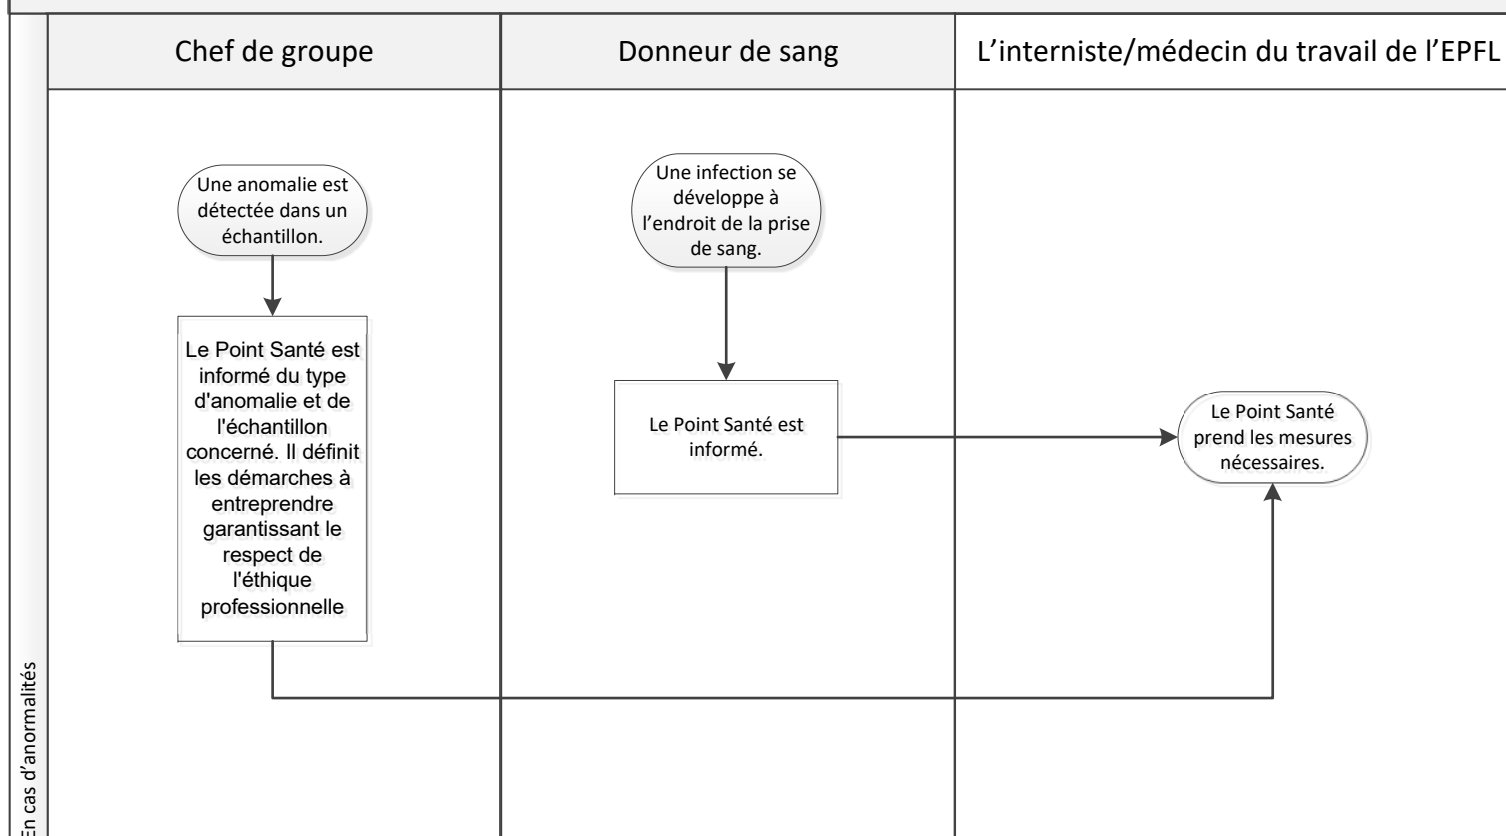 Chef de groupe
Donneur de sang
L’interniste/médecin du travail de l’EPFL
Une anomalie est
détectée dans un
échantillon.
Le Point Santé est
informé du type
d'anomalie et de
l'échantillon
concerné. Il définit
les démarches à
entreprendre
garantissant le
respect de
l'éthique
professionnelle
Une infection se
développe à
l’endroit de la prise
de sang.
Le Point Santé est
informé.
Le Point Santé
prend les mesures
nécessaires.
En cas d’anormalités